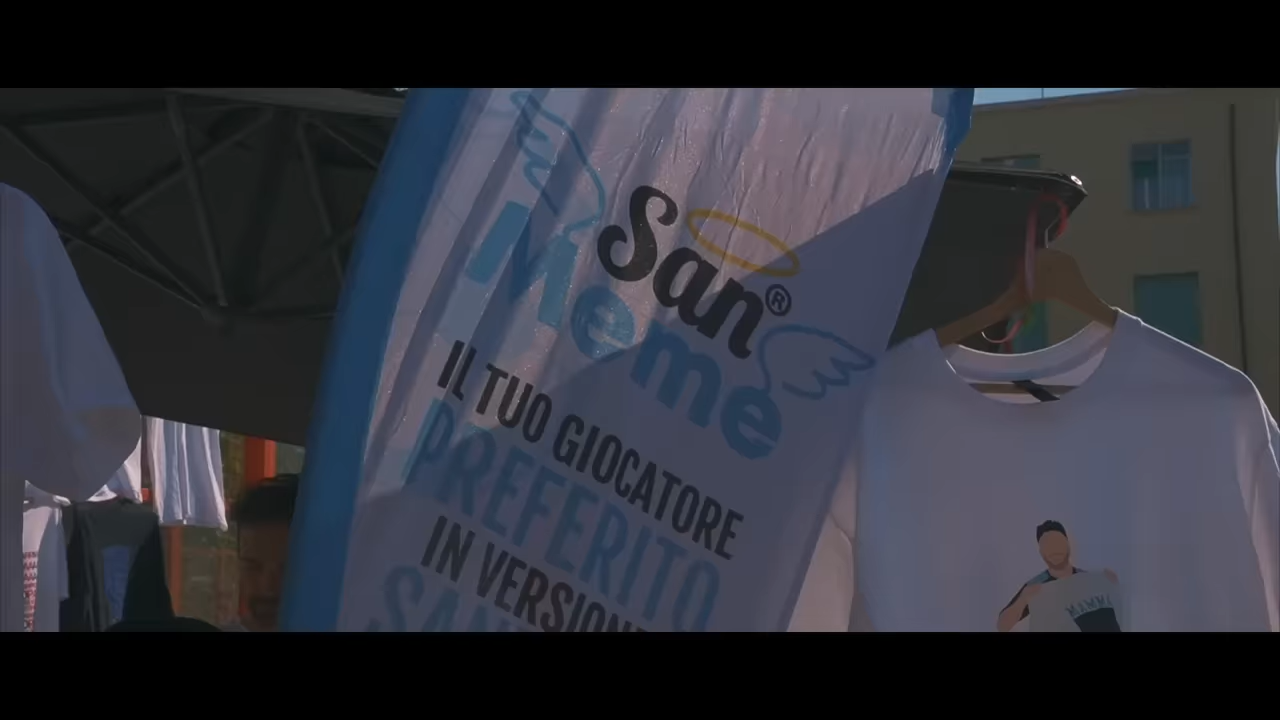 San®
Meme
IL TUO GIOCATORE
PREFERITO
IN VERSIONE